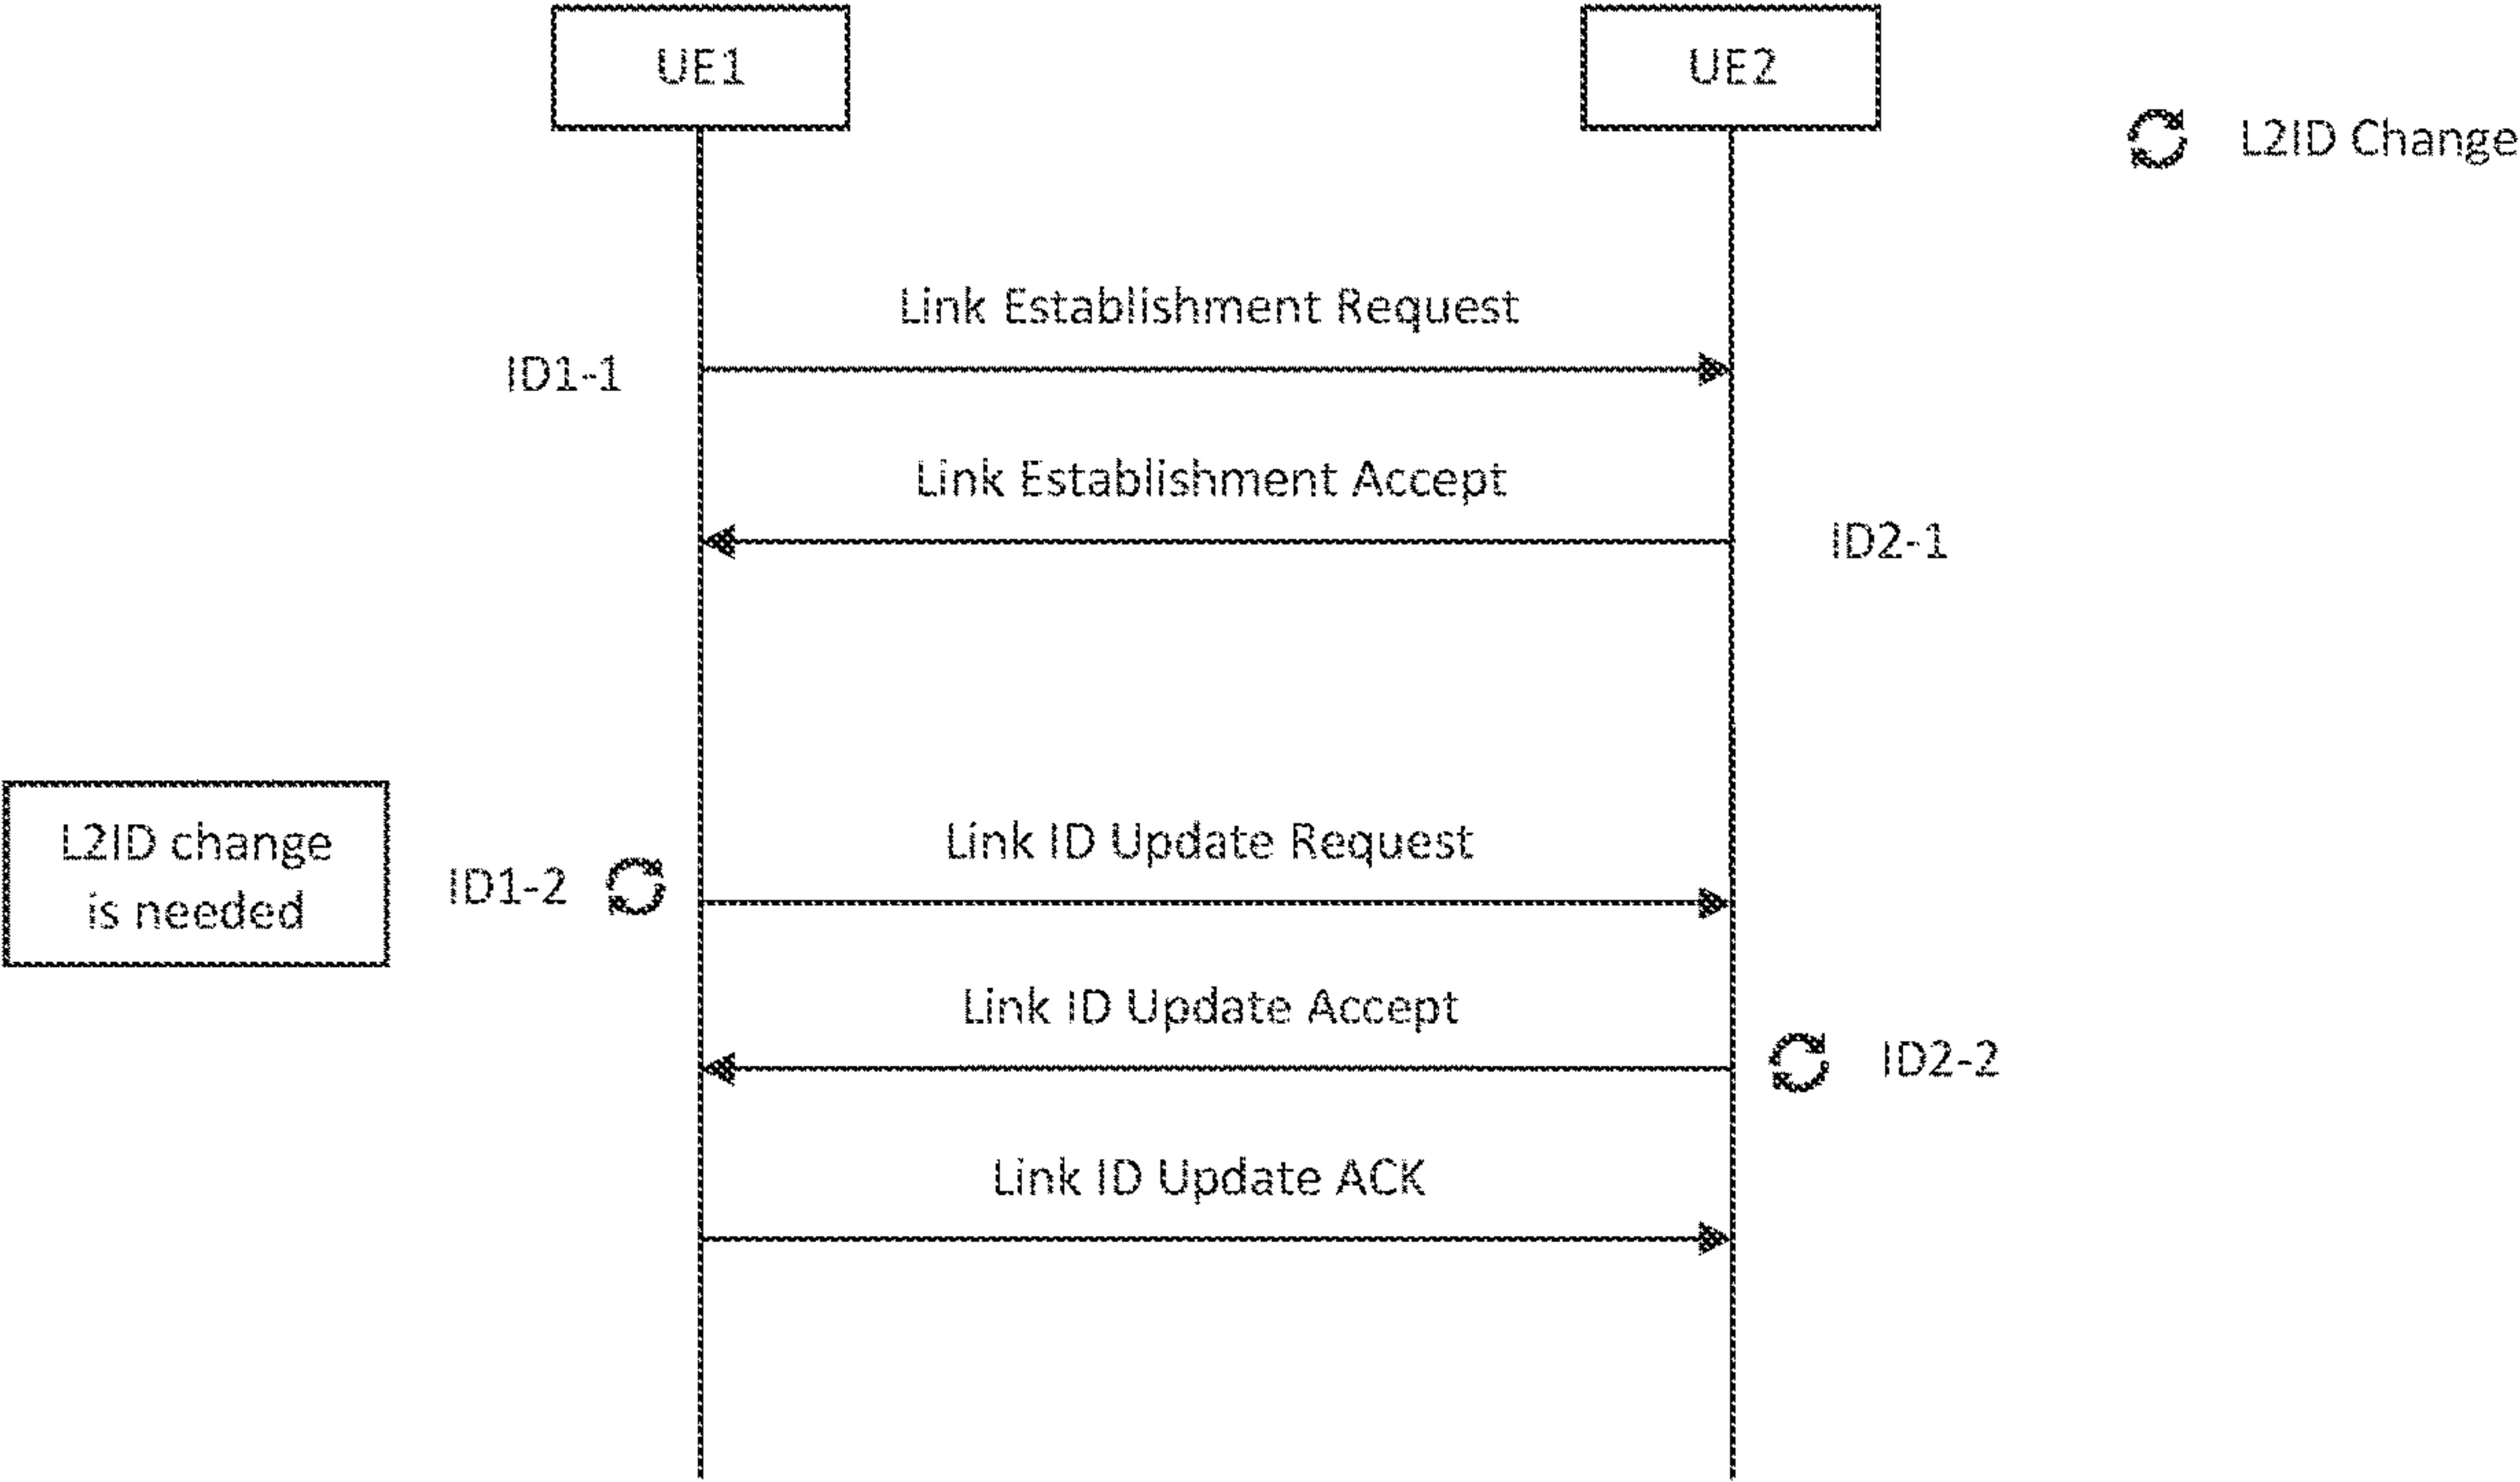 UE1
UE2
L2ID Change
Link Establishment Request
ID1-1
Link Establishment Accept
ID2-1
L2ID change
is needed
Link ID Update Request
ID1-2
Link ID Update Accept
ID2-2
Link ID Update ACK